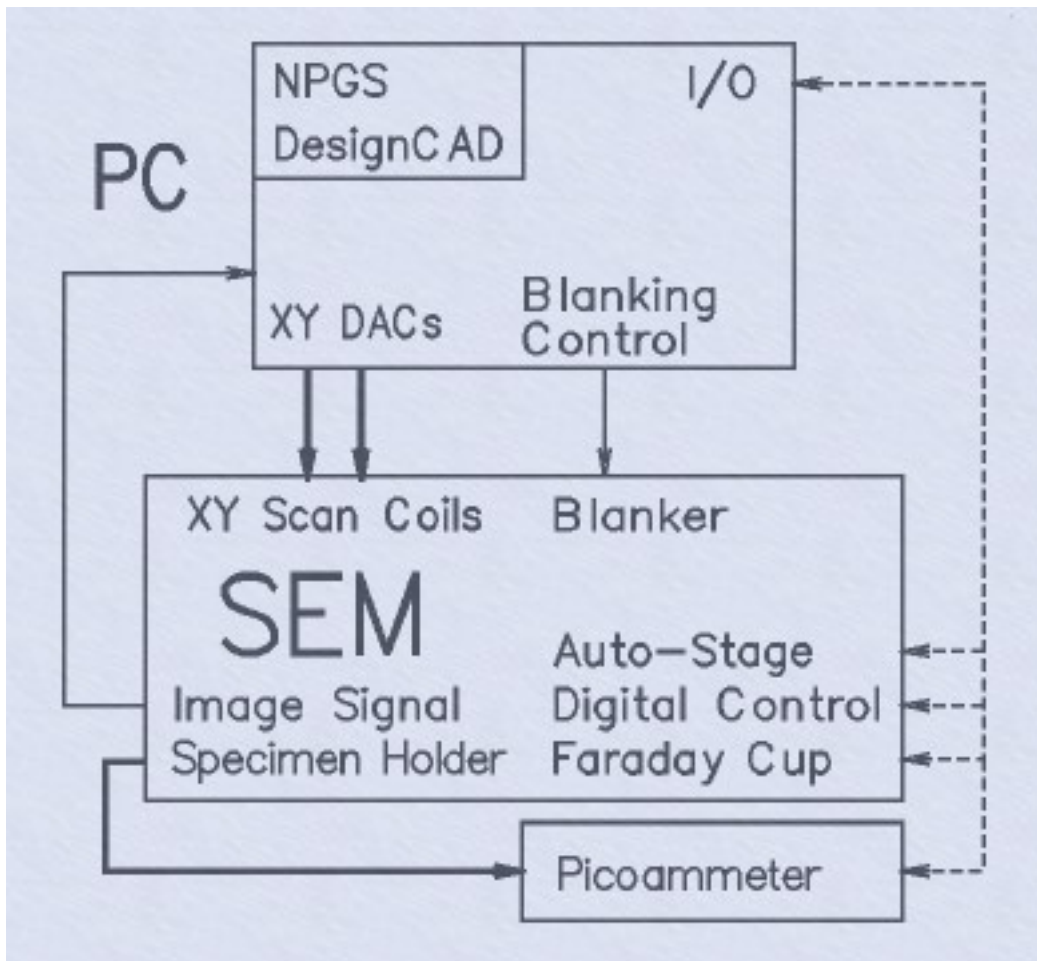 NPGS
DesignCAD
I/O
PC
XY DACs
Blanking
Control
XY Scan Coils
Blanker
SEM
Auto-Stage
Image Signal
Digital Control
Specimen Holder
Faraday Cup
Picoammeter